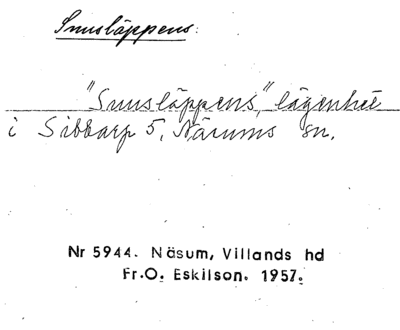 Snusläppens.
"Snusläppens", lägenhet
i Sibbarp 5, Näsums sn.
Nr 5944. Näsum, Villands hd
Fr.O. Eskilson. 1957.